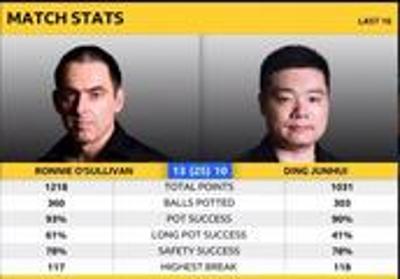 MATCH STATS
LAST 16
RONNIE O'SULLIVAN 13 (25) 10 DING JUNHUI
1218 TOTAL POINTS 1031
360 BALLS POTTED 303
93% POT SUCCESS 90%
61% LONG POT SUCCESS 41%
78% SAFETY SUCCESS 78%
117 HIGHEST BREAK 118